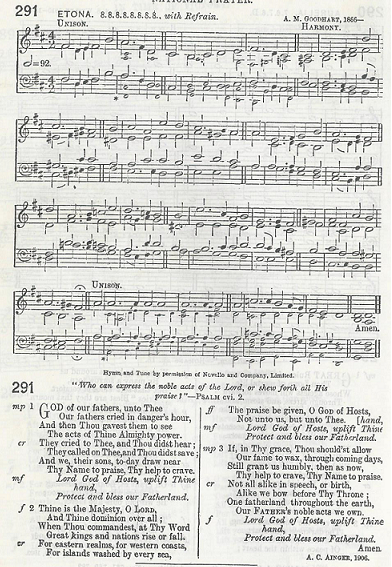 NATIONAL PRAYER.
291 ETONA. 8.8.8.8.8.8.8.8., with Refrain. A. M. GOODHART, 1866—
UNISON. HARMONY.
♩=92.
UNISON.
Amen.
Hymn and Tune by permission of Novello and Company, Limited.
291 "Who can express the noble acts of the Lord, or shew forth all His
praise?"—PSALM cvi. 2.
mp 1 GOD of our fathers, unto Thee
Our fathers cried in danger's hour,
And then Thou gavest them to see
The acts of Thine Almighty power.
cr They cried to Thee, and Thou didst hear;
They called on Thee, and Thou didst save;
And we, their sons, to-day draw near
Thy Name to praise, Thy help to crave.
mf Lord God of Hosts, uplift Thine
hand,
Protect and bless our Fatherland.
f 2 Thine is the Majesty, O LORD,
And Thine dominion over all;
When Thou commandest, at Thy Word
Great kings and nations rise or fall.
cr For eastern realms, for western coasts,
For islands washed by every sea,
ff The praise be given, O GOD of Hosts,
Not unto us, but unto Thee. [hand,
mf Lord God of Hosts, uplift Thine
Protect and bless our Fatherland.
mp 3 If, in Thy grace, Thou should'st allow
Our fame to wax, through coming days,
Still grant us humbly, then as now,
Thy help to crave, Thy Name to praise.
cr Not all alike in speech, or birth,
Alike we bow before Thy Throne;
One fatherland throughout the earth,
Our FATHER'S noble acts we own.
f Lord God of Hosts, uplift Thine
hand,
Protect and bless our Fatherland.
Amen
A. C. AINGER, 1906.